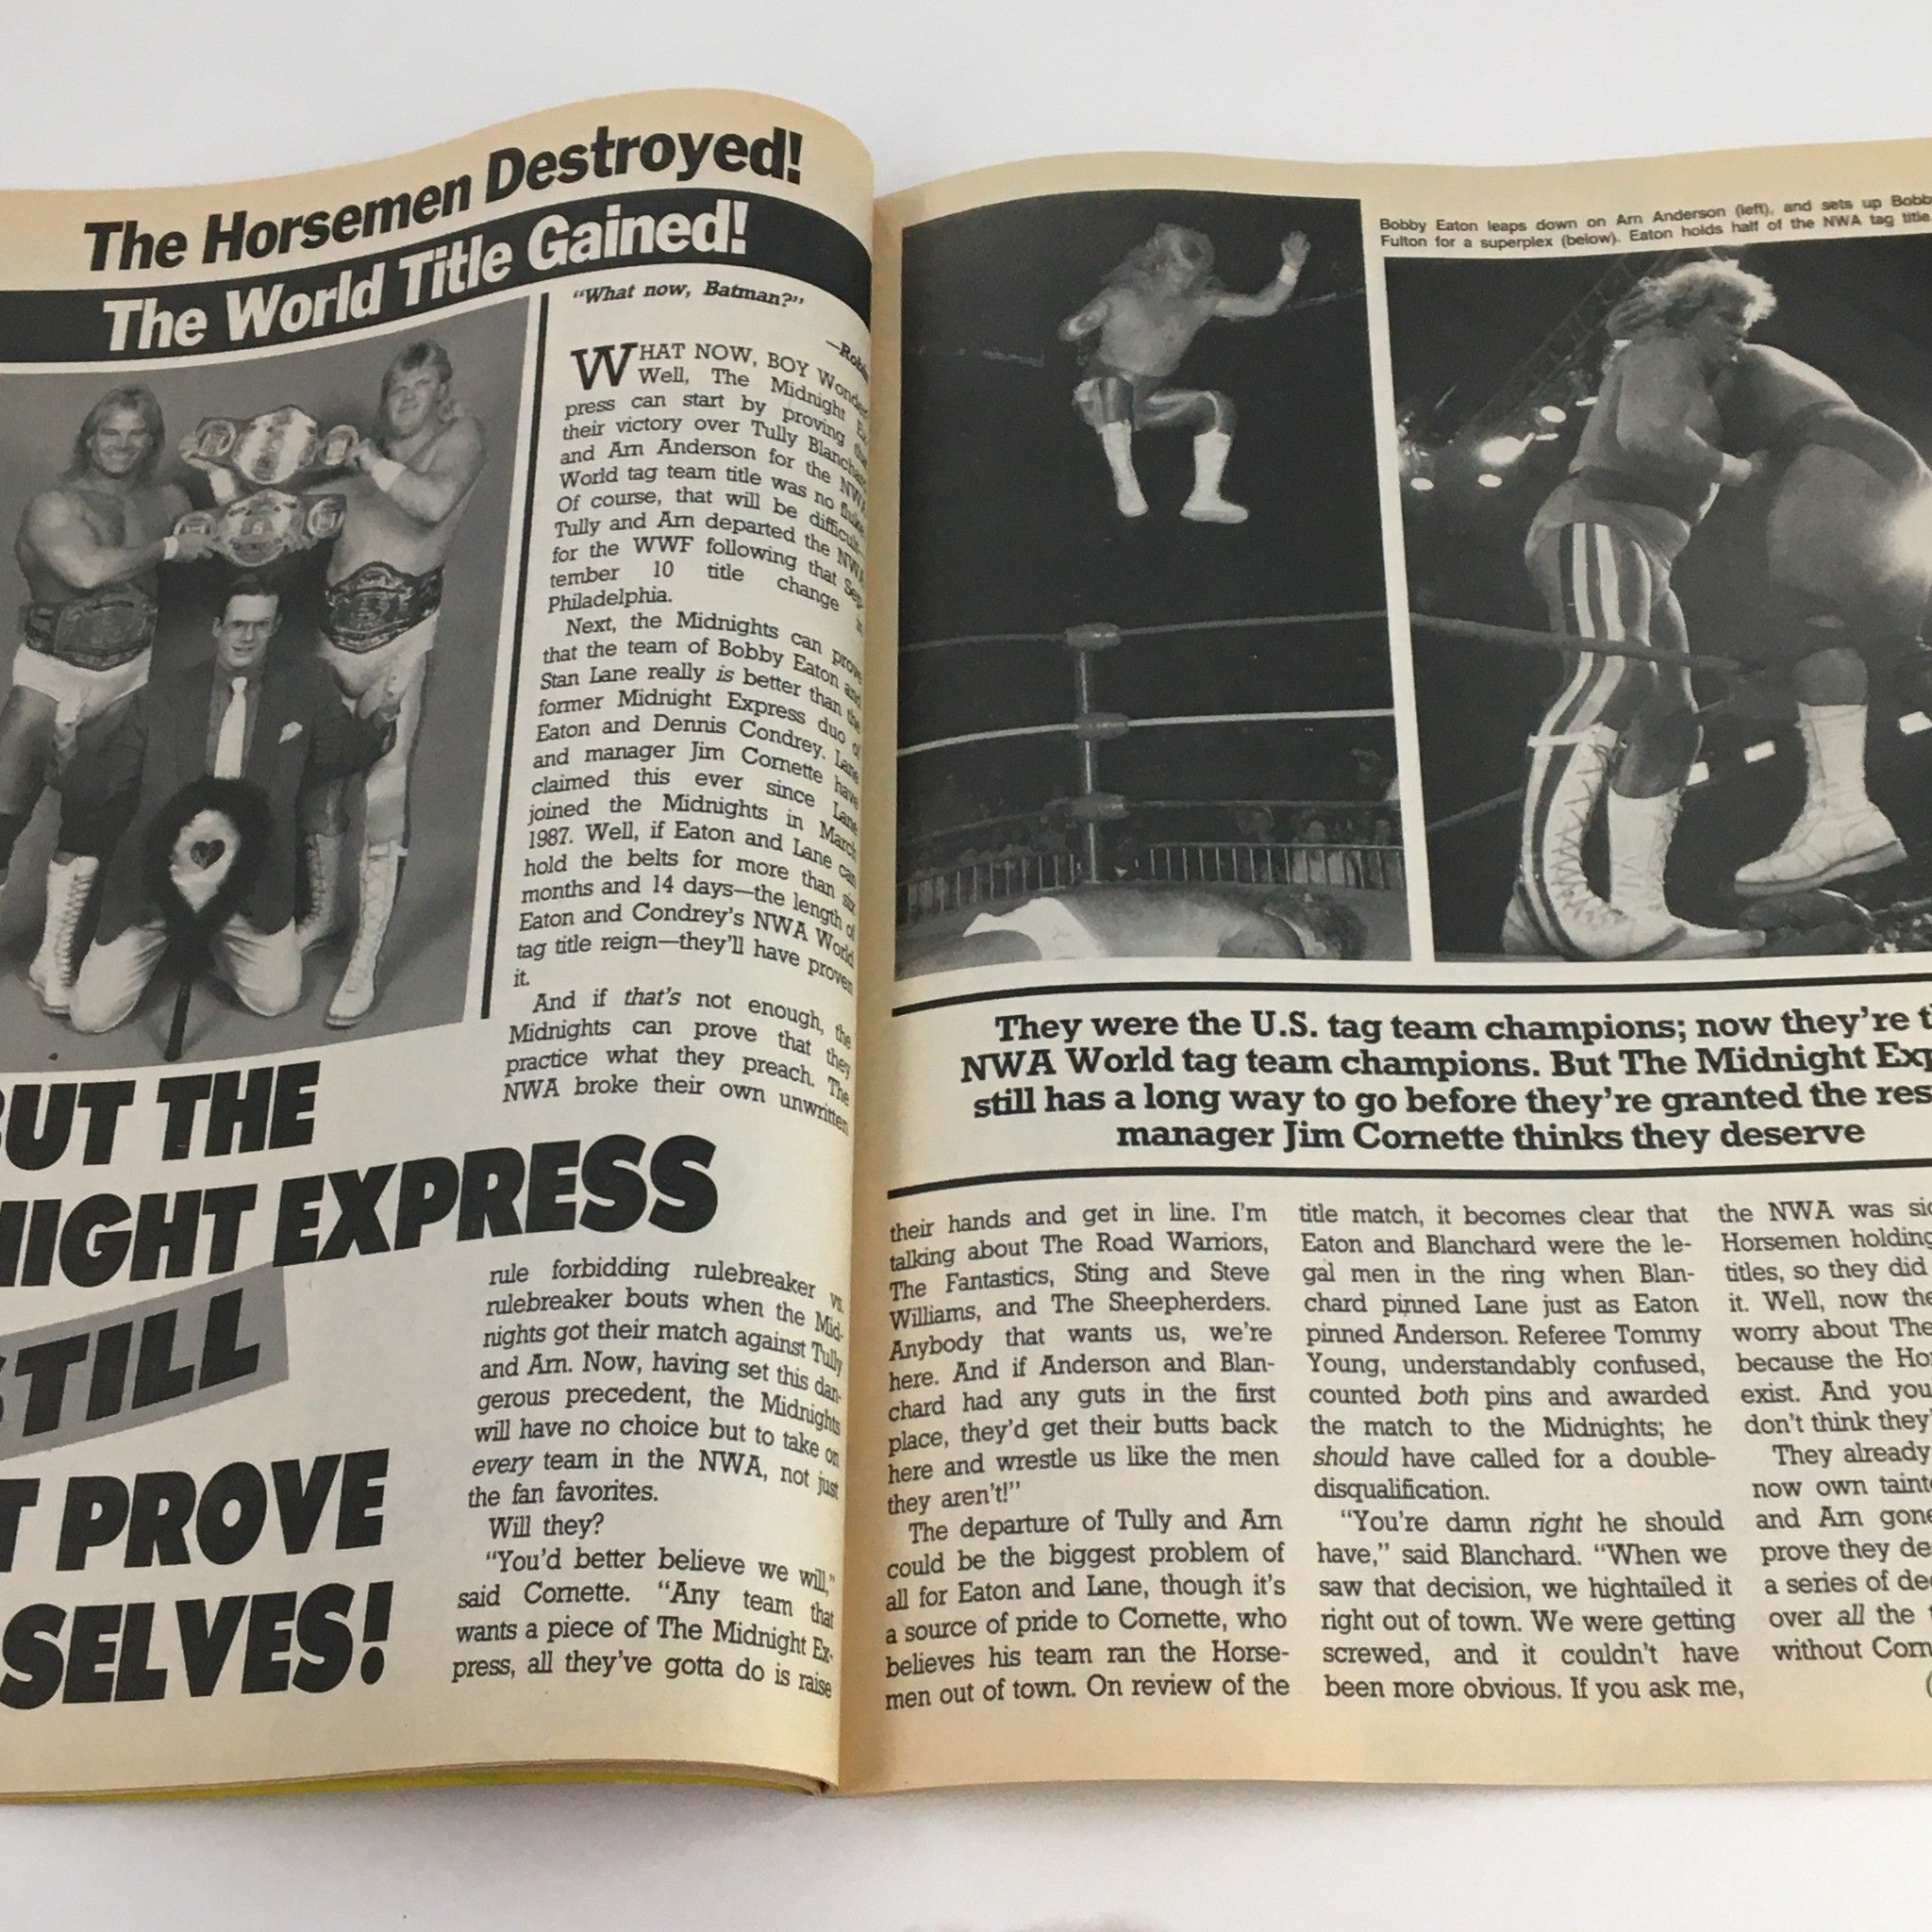 The Horsemen Destroyed!
The World Title Gained!
"What now, Batman?"
WHAT NOW, BOY
Well, The Midnight
press can start by proving
their victory over Tully
and Arn Anderson for the
World tag team title was no
Of course, that will be
Tully and Arn departed the NWA
for the WWF following that Sep-
tember 10 title change in
Philadelphia.
Next, the Midnights can prove
that the team of Bobby Eaton and
Stan Lane really is better than the
former Midnight Express duo of
Eaton and Dennis Condrey. Lane
and manager Jim Cornette have
claimed this ever since Lane
joined the Midnights in March
1987. Well, if Eaton and Lane can
hold the belts for more than six
months and 14 days—the length of
Eaton and Condrey's NWA World
tag title reign—they'll have proven
it.
And if that's not enough, the
Midnights can prove that they
practice what they preach. The
NWA broke their own unwritten
BUT THE
NIGHT EXPRESS
STILL
T PROVE
SELVES!
rule forbidding rulebreaker vs.
rulebreaker bouts when the Mid-
nights got their match against Tully
and Arn. Now, having set this dan-
gerous precedent, the Midnights
will have no choice but to take on
every team in the NWA, not just
the fan favorites.
Will they?
"You'd better believe we will,"
said Cornette. "Any team that
wants a piece of The Midnight Ex-
press, all they've gotta do is raise
Bobby Eaton leaps down on Arn Anderson (left), and sets up Bobby
Fulton for a superplex (below). Eaton holds half of the NWA tag title
They were the U.S. tag team champions; now they're
NWA World tag team champions. But The Midnight Exp
still has a long way to go before they're granted the res
manager Jim Cornette thinks they deserve
their hands and get in line. I'm
talking about The Road Warriors,
The Fantastics, Sting and Steve
Williams, and The Sheepherders.
Anybody that wants us, we're
here. And if Anderson and Blan-
chard had any guts in the first
place, they'd get their butts back
here and wrestle us like the men
they aren't!"
The departure of Tully and Arn
could be the biggest problem of
all for Eaton and Lane, though it's
a source of pride to Cornette, who
believes his team ran the Horse-
men out of town. On review of the
title match, it becomes clear that
Eaton and Blanchard were the le-
gal men in the ring when Blan-
chard pinned Lane just as Eaton
pinned Anderson. Referee Tommy
Young, understandably confused,
counted both pins and awarded
the match to the Midnights; he
should have called for a double-
disqualification.
"You're damn right he should
have," said Blanchard. "When we
saw that decision, we hightailed it
right out of town. We were getting
screwed, and it couldn't have
been more obvious. If you ask me,
the NWA was sic
Horsemen holding
titles, so they did
it. Well, now the
worry about The
because the Ho
exist. And you
don't think they'
They already
now own taint
and Arn gone
prove they de
a series of de
over all the
without Corn